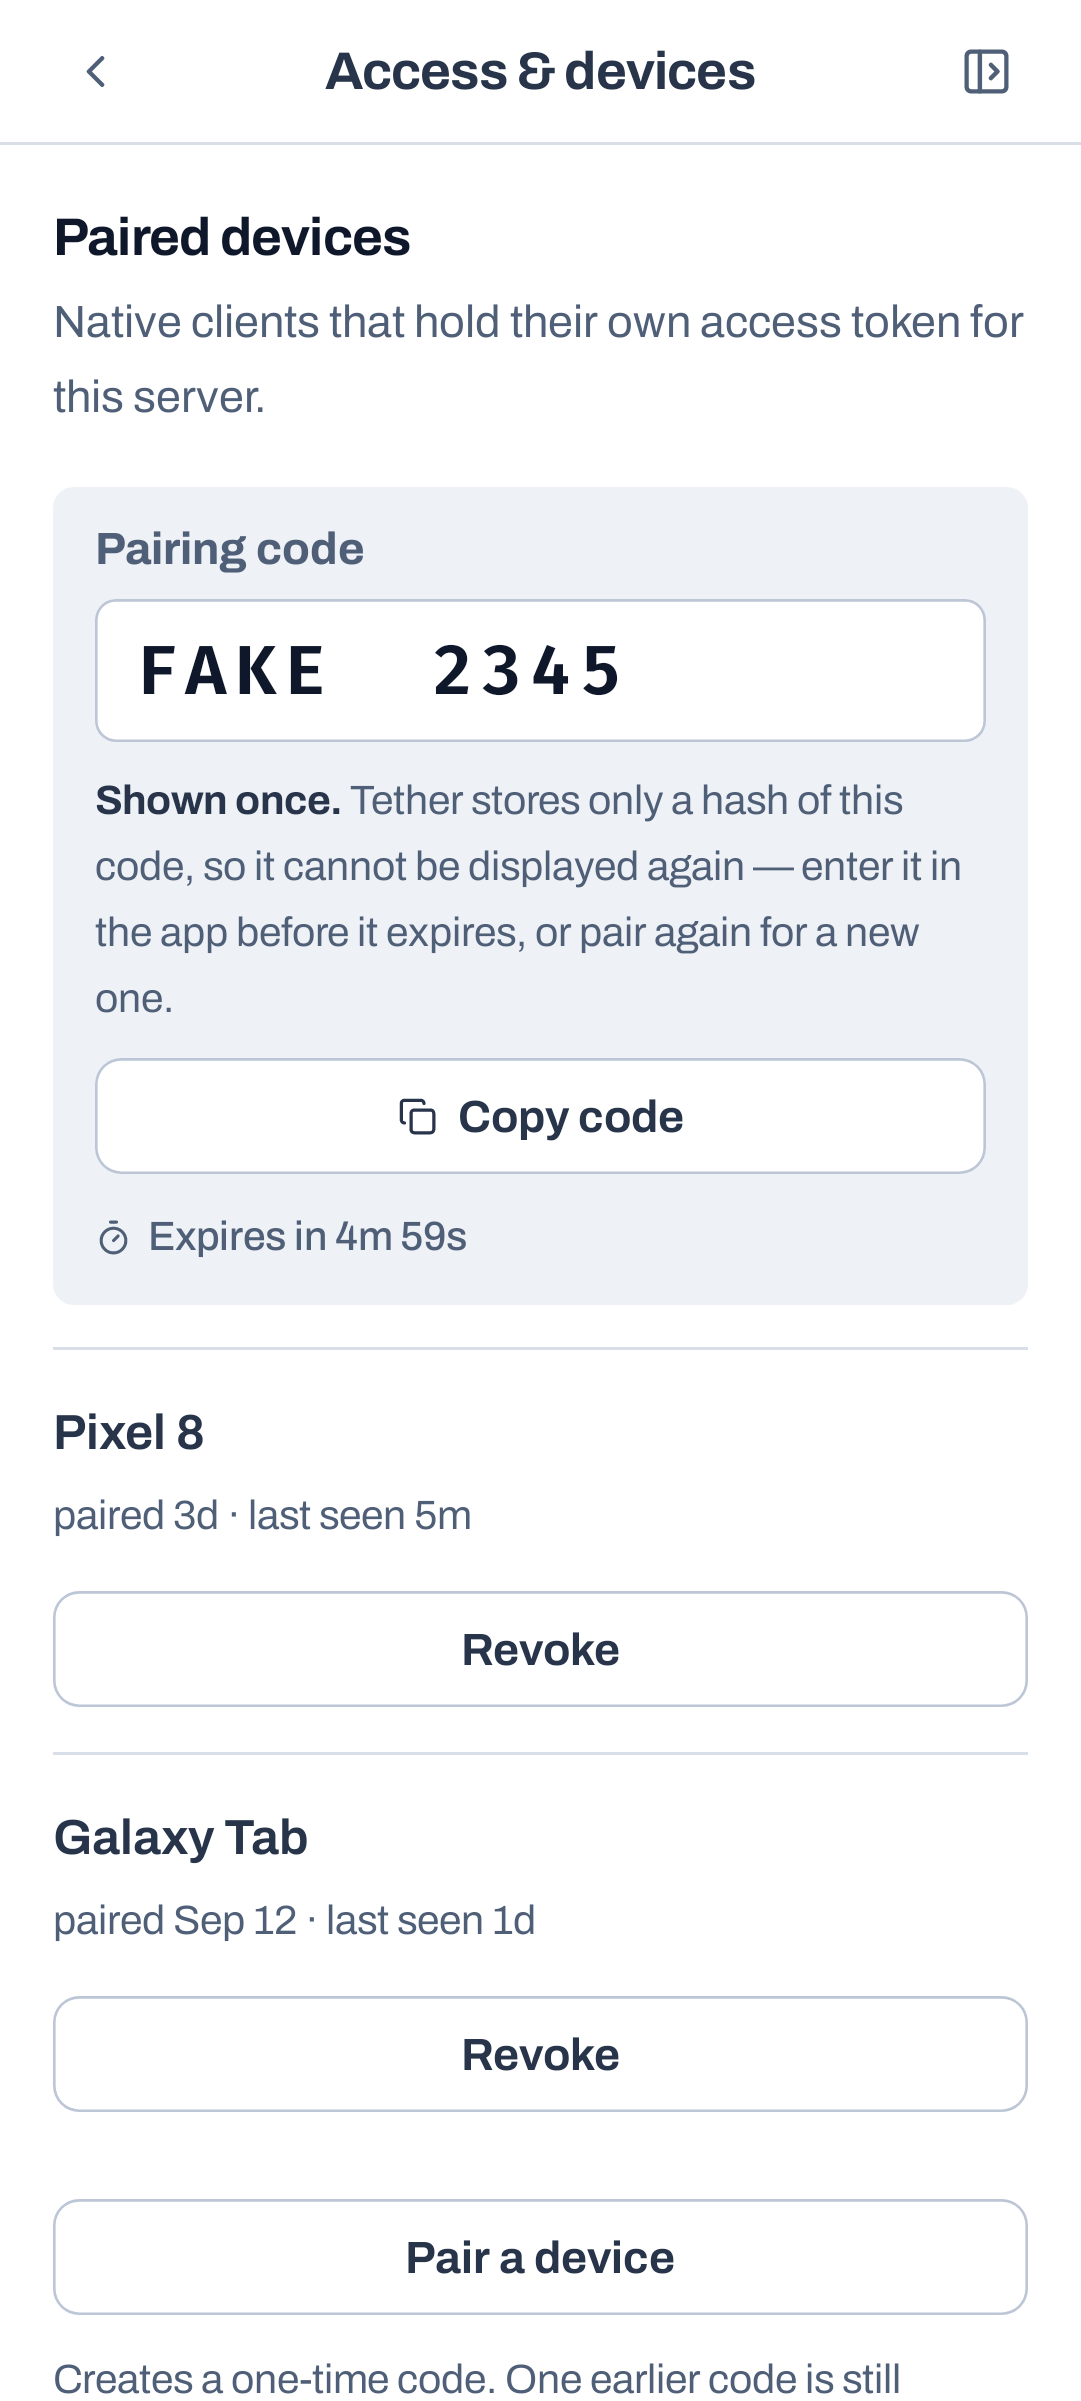 Access & devices
Paired devices
Native clients that hold their own access token for
this server.
Pairing code
FAKE 2345
Shown once. Tether stores only a hash of this
code, so it cannot be displayed again — enter it in
the app before it expires, or pair again for a new
one.
Copy code
Expires in 4m 59s
Pixel 8
paired 3d · last seen 5m
Revoke
Galaxy Tab
paired Sep 12 · last seen 1d
Revoke
Pair a device
Creates a one-time code. One earlier code is still